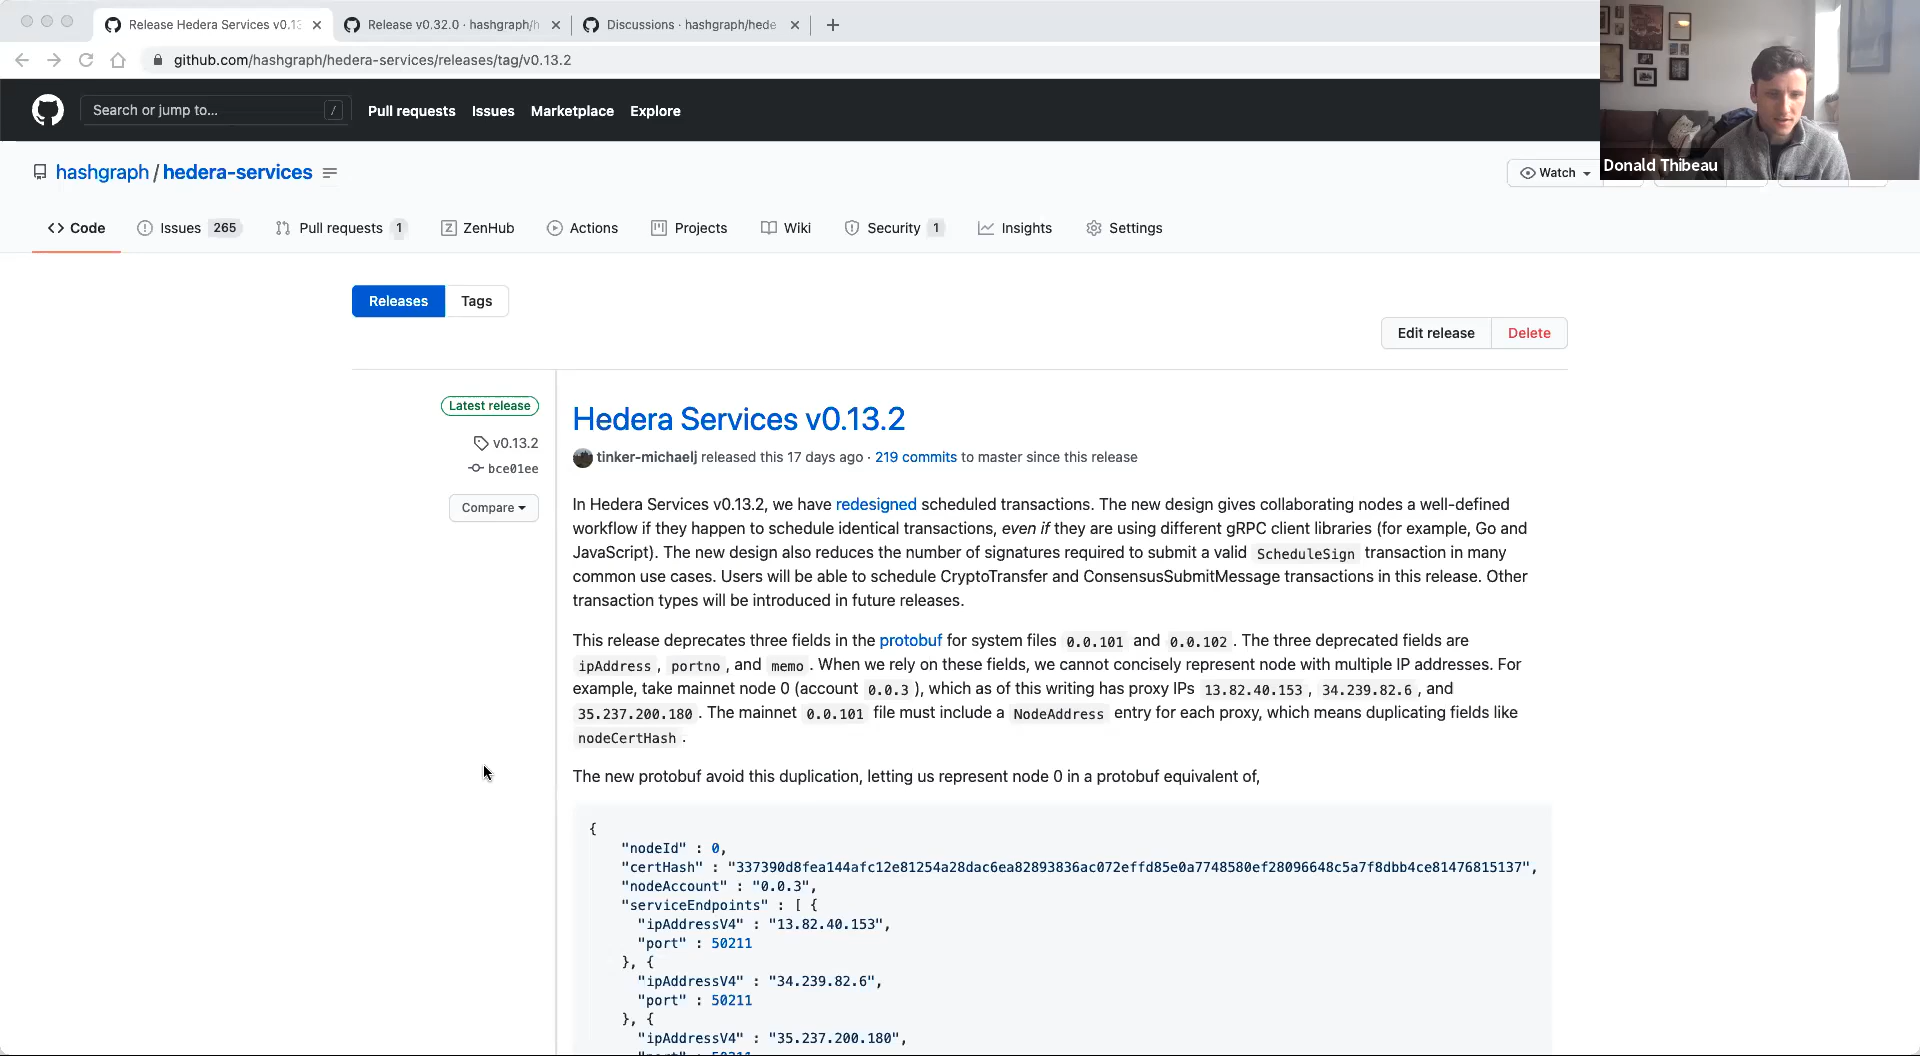 Release Hedera Services v0.13
Release v0.32.0 · hashgraph/h
Discussions · hashgraph/hede
github.com/hashgraph/hedera-services/releases/tag/v0.13.2
Search or jump to...
/
Pull requests
Issues
Marketplace
Explore
Donald Thibeau
hashgraph / hedera-services
Watch
Code
Issues 265
Pull requests 1
ZenHub
Actions
Projects
Wiki
Security 1
Insights
Settings
Releases
Tags
Edit release
Delete
Latest release
v0.13.2
bce01ee
Compare
Hedera Services v0.13.2
tinker-michaelj released this 17 days ago · 219 commits to master since this release
In Hedera Services v0.13.2, we have redesigned scheduled transactions. The new design gives collaborating nodes a well-defined
workflow if they happen to schedule identical transactions, even if they are using different gRPC client libraries (for example, Go and
JavaScript). The new design also reduces the number of signatures required to submit a valid ScheduleSign transaction in many
common use cases. Users will be able to schedule CryptoTransfer and ConsensusSubmitMessage transactions in this release. Other
transaction types will be introduced in future releases.
This release deprecates three fields in the protobuf for system files 0.0.101 and 0.0.102 . The three deprecated fields are
ipAddress , portno , and memo . When we rely on these fields, we cannot concisely represent node with multiple IP addresses. For
example, take mainnet node 0 (account 0.0.3 ), which as of this writing has proxy IPs 13.82.40.153 , 34.239.82.6 , and
35.237.200.180 . The mainnet 0.0.101 file must include a NodeAddress entry for each proxy, which means duplicating fields like
nodeCertHash .
The new protobuf avoid this duplication, letting us represent node 0 in a protobuf equivalent of,
{
"nodeId" : 0,
"certHash" : "337390d8fea144afc12e81254a28dac6ea82893836ac072effd85e0a7748580ef28096648c5a7f8dbb4ce81476815137",
"nodeAccount" : "0.0.3",
"serviceEndpoints" : [ {
"ipAddressV4" : "13.82.40.153",
"port" : 50211
}, {
"ipAddressV4" : "34.239.82.6",
"port" : 50211
}, {
"ipAddressV4" : "35.237.200.180",
"port" : 50211